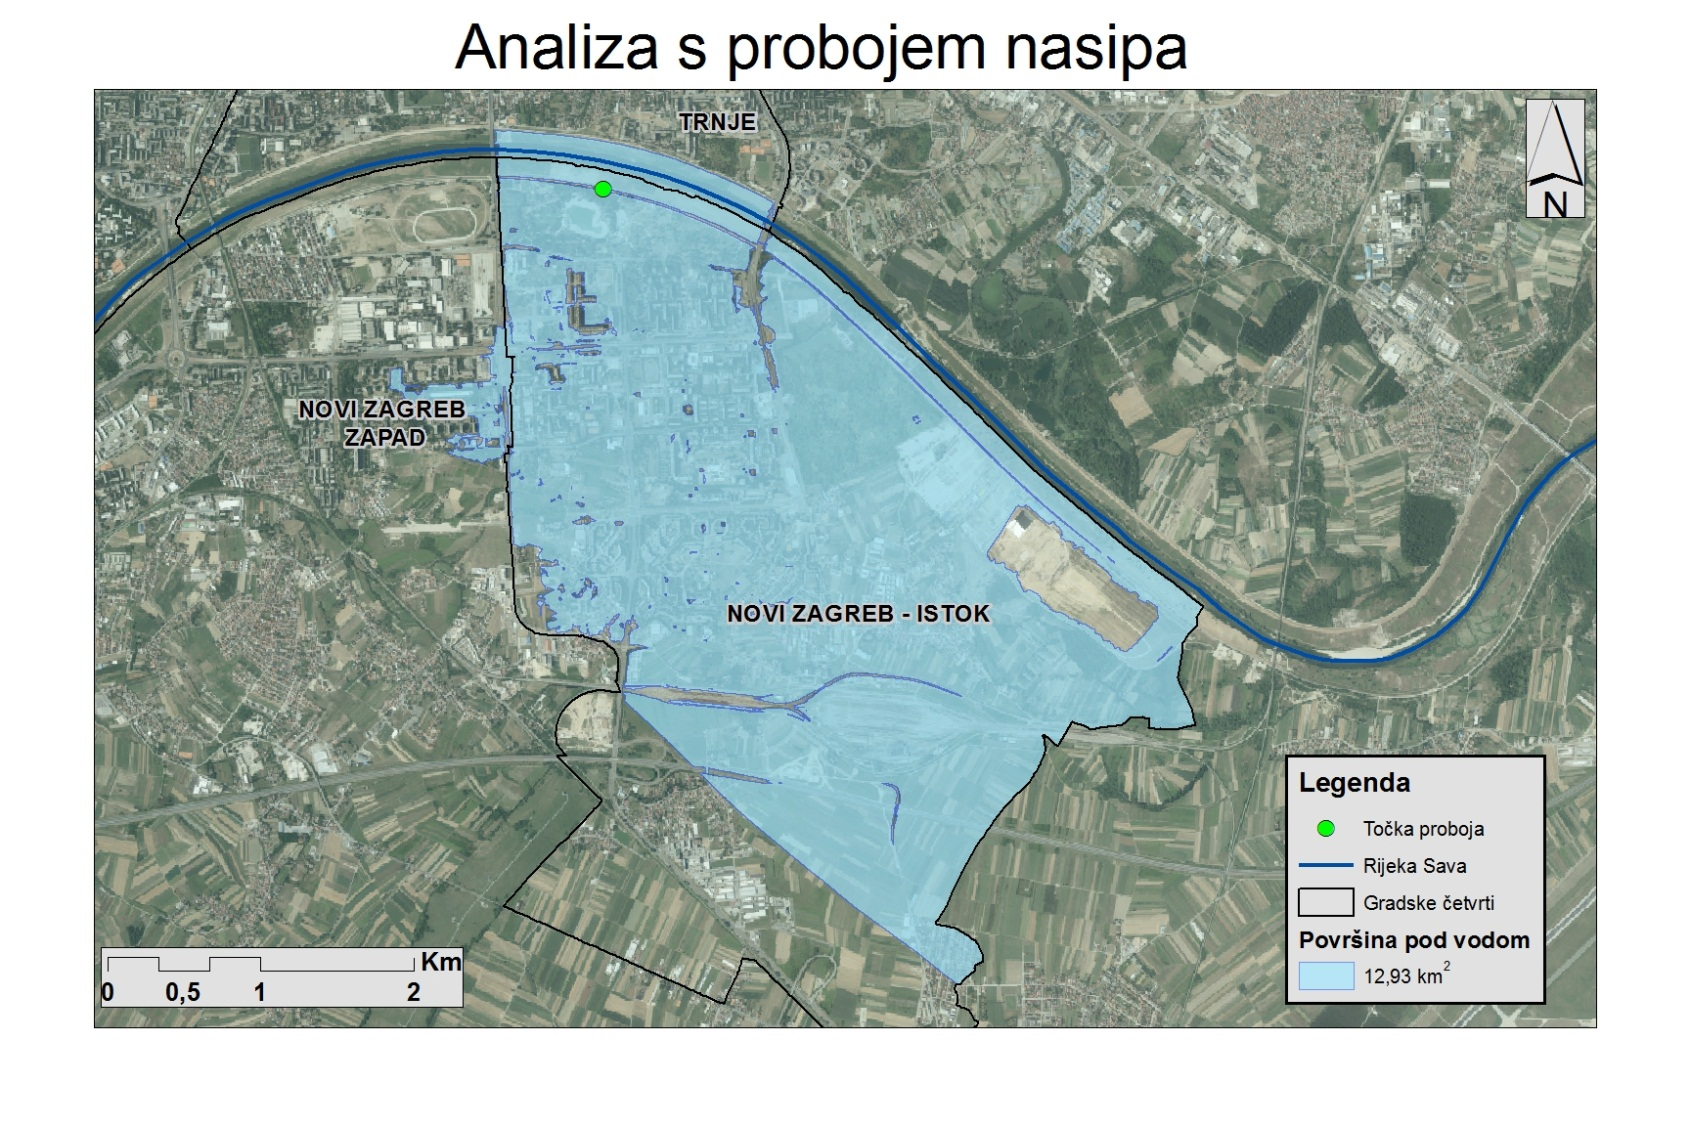 Analiza s probojem nasipa
TRNJE
N
NOVI ZAGREB
ZAPAD
NOVI ZAGREB - ISTOK
Legenda
Točka proboja
Rijeka Sava
Gradske četvrti
Površina pod vodom
12,93 km²
Km
0 0,5 1 2